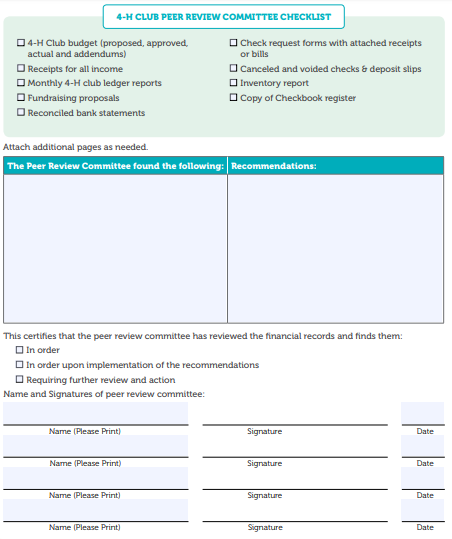 4-H CLUB PEER REVIEW COMMITTEE CHECKLIST
4-H Club budget (proposed, approved,
actual and addendums)
Receipts for all income
Monthly 4-H club ledger reports
Fundraising proposals
Reconciled bank statements
Check request forms with attached receipts
or bills
Canceled and voided checks & deposit slips
Inventory report
Copy of Checkbook register
Attach additional pages as needed.
The Peer Review Committee found the following: Recommendations:
This certifies that the peer review committee has reviewed the financial records and finds them:
In order
In order upon implementation of the recommendations
Requiring further review and action
Name and Signatures of peer review committee:
Name (Please Print) Signature Date
Name (Please Print) Signature Date
Name (Please Print) Signature Date
Name (Please Print) Signature Date